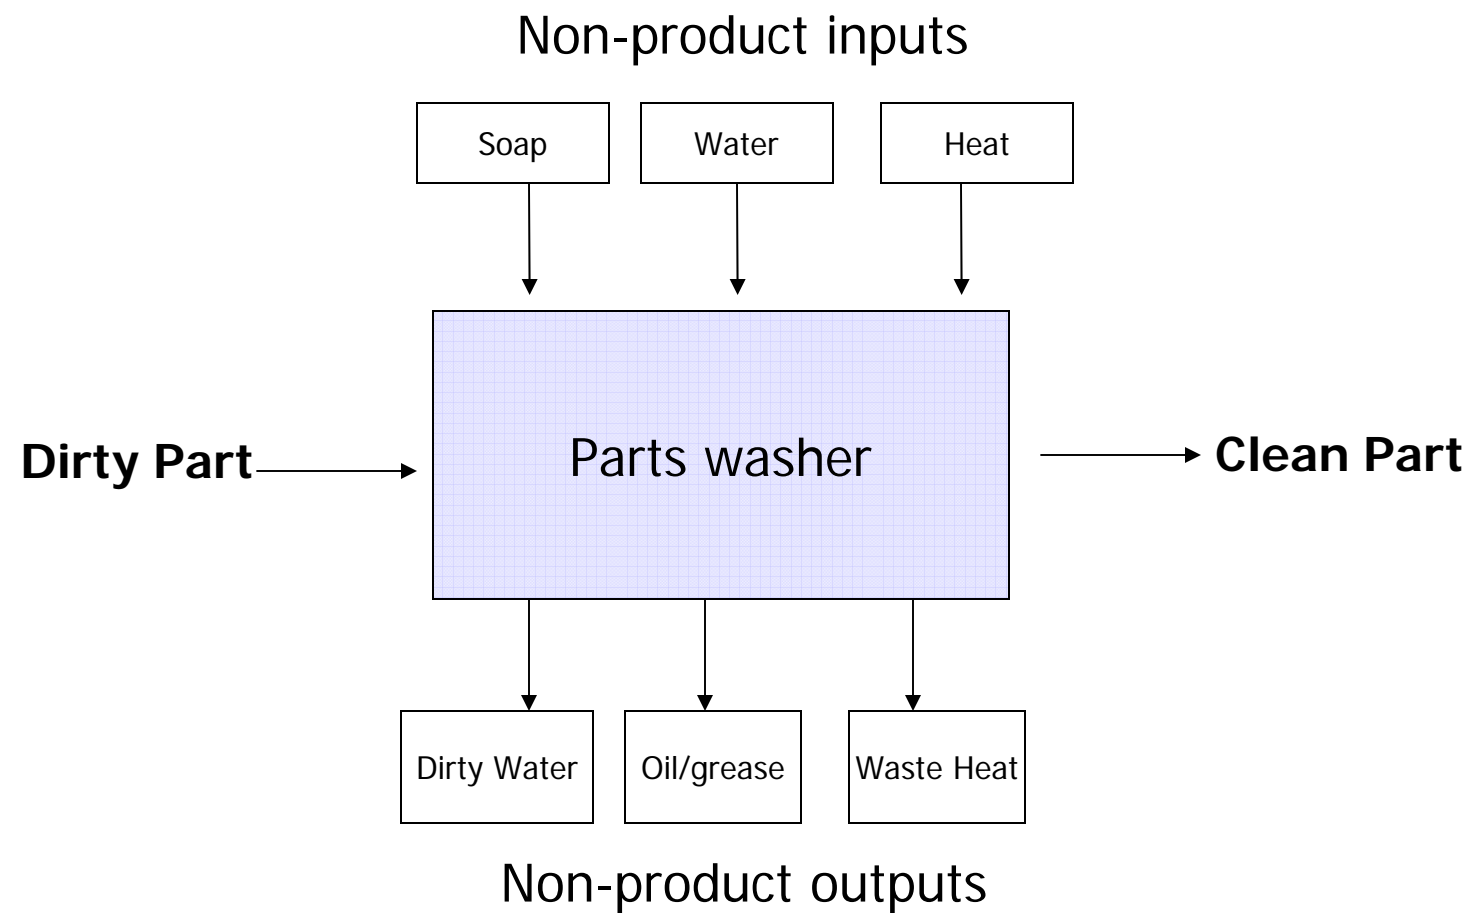 Non-product inputs
Soap
Water
Heat
Dirty Part
Parts washer
Clean Part
Dirty Water
Oil/grease
Waste Heat
Non-product outputs